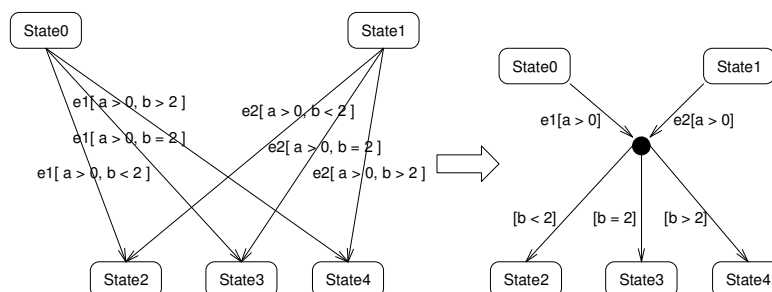 State0
State1
e1[ a > 0, b > 2 ]
e2[ a > 0, b < 2 ]
e1[ a > 0, b = 2 ]
e2[ a > 0, b = 2 ]
e1[ a > 0, b < 2 ]
e2[ a > 0, b > 2 ]
State2
State3
State4
State0
State1
e1[a > 0]
e2[a > 0]
[b < 2]
[b = 2]
[b > 2]
State2
State3
State4